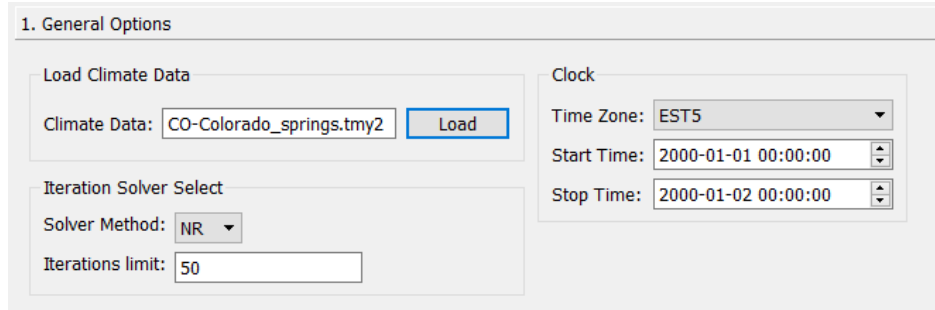 1. General Options
Load Climate Data
Climate Data: CO-Colorado_springs.tmy2 Load
Iteration Solver Select
Solver Method: NR
Iterations limit: 50
Clock
Time Zone: EST5
Start Time: 2000-01-01 00:00:00
Stop Time: 2000-01-02 00:00:00